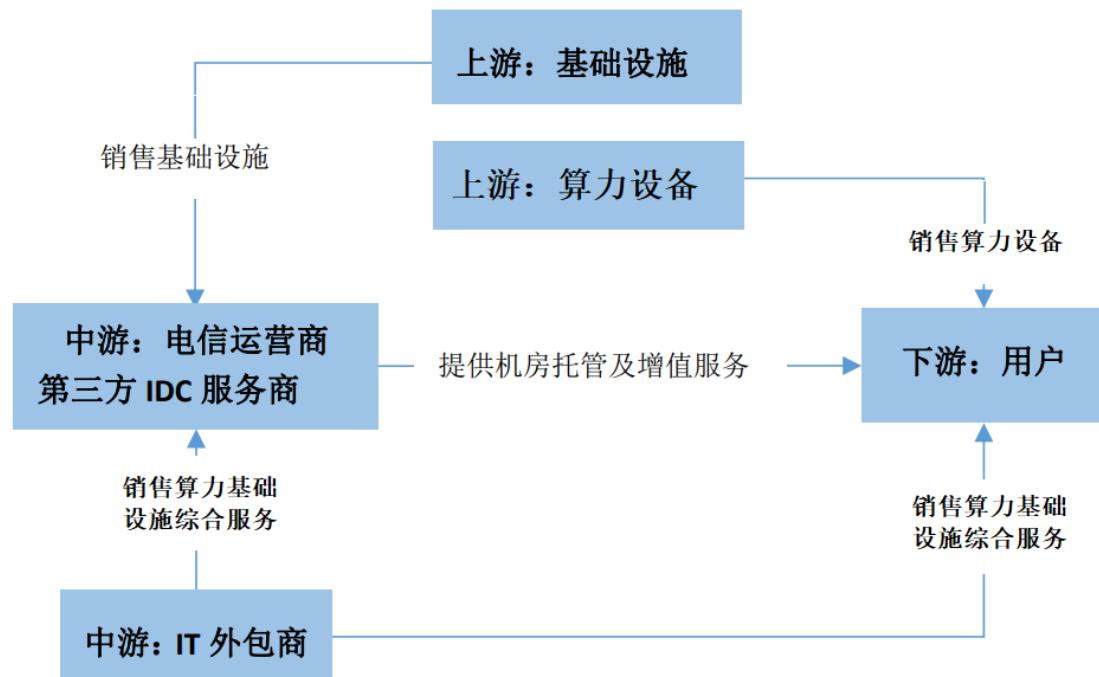 上游：基础设施
销售基础设施
上游：算力设备
销售算力设备
中游：电信运营商
第三方 IDC 服务商
提供机房托管及增值服务
下游：用户
销售算力基础
设施综合服务
销售算力基础
设施综合服务
中游：IT 外包商